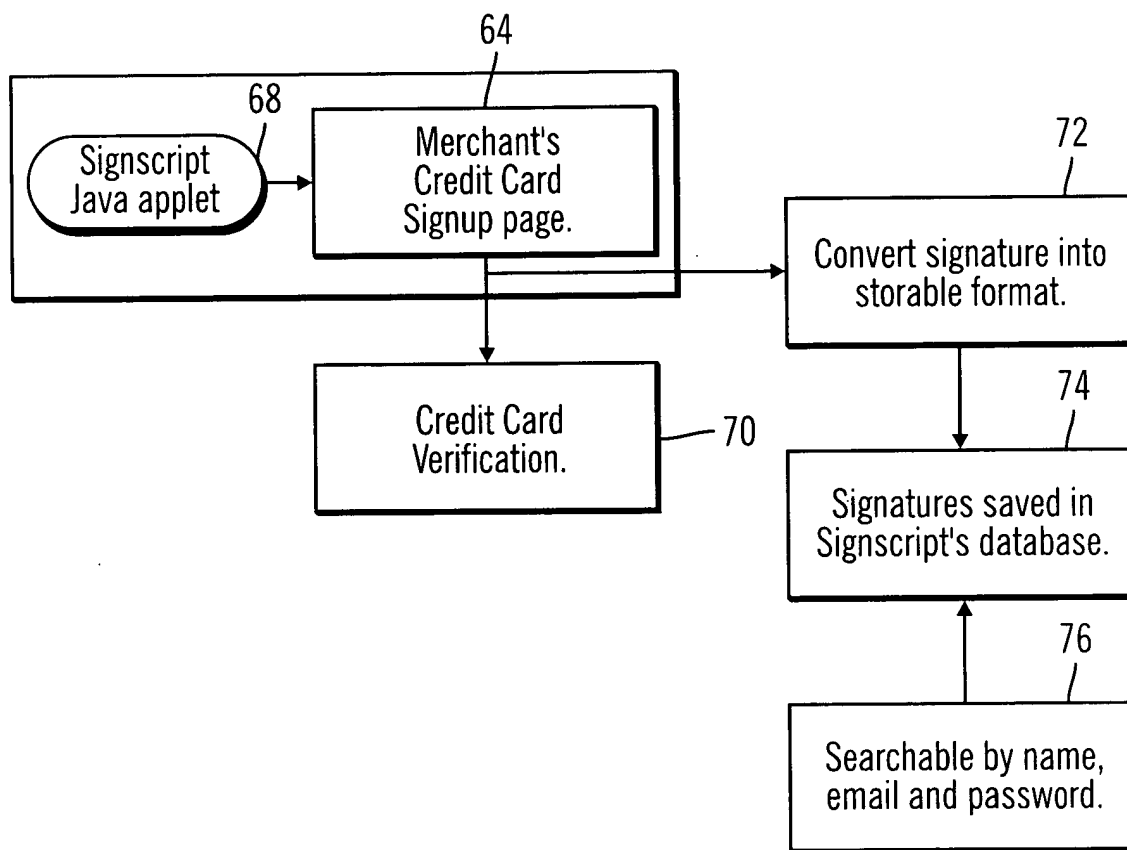 64
68
Signscript
Java applet
Merchant's
Credit Card
Signup page.
72
Convert signature into
storable format.
Credit Card
Verification.
70
74
Signatures saved in
Signscript's database.
76
Searchable by name,
email and password.